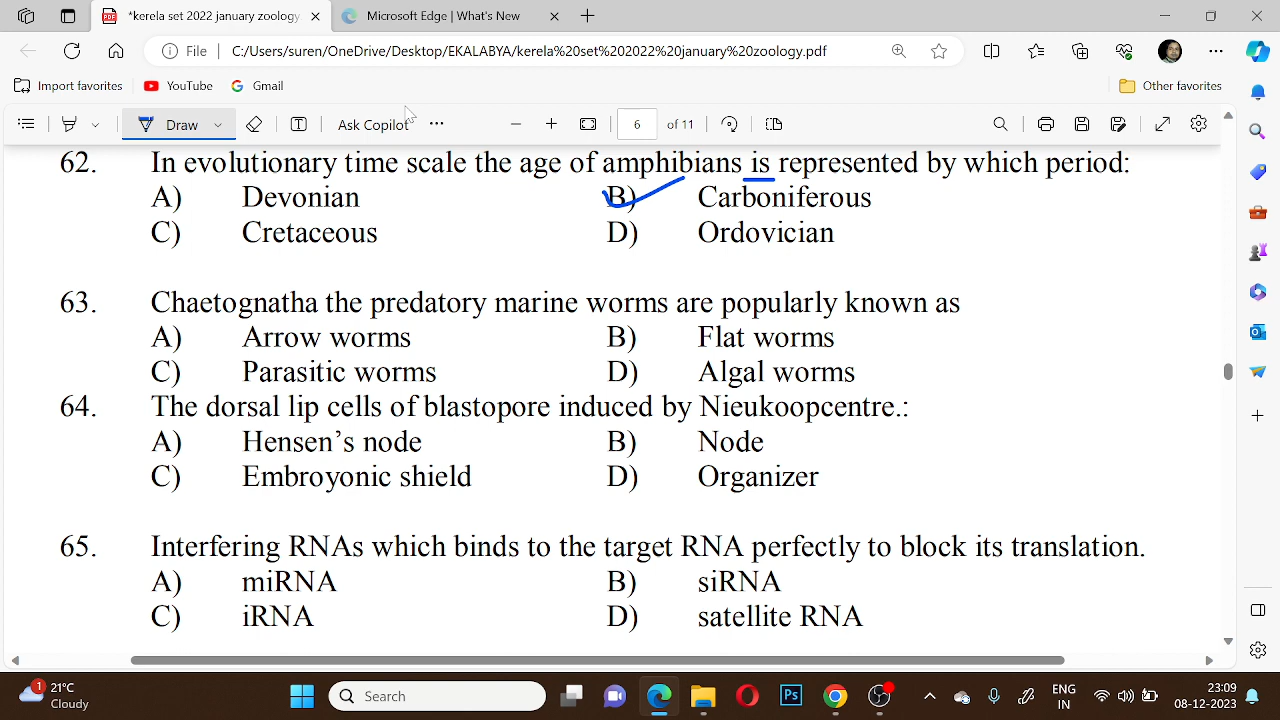 *kerela set 2022 january zoology
Microsoft Edge | What's New
File
C:/Users/suren/OneDrive/Desktop/EKALABYA/kerela%20set%202022%20january%20zoology.pdf
Import favorites
YouTube
Gmail
Other favorites
Draw
Ask Copilot
6
of 11
62. In evolutionary time scale the age of amphibians is represented by which period:
A) Devonian B) Carboniferous
C) Cretaceous D) Ordovician
63. Chaetognatha the predatory marine worms are popularly known as
A) Arrow worms B) Flat worms
C) Parasitic worms D) Algal worms
64. The dorsal lip cells of blastopore induced by Nieukoopcentre.:
A) Hensen's node B) Node
C) Embroyonic shield D) Organizer
65. Interfering RNAs which binds to the target RNA perfectly to block its translation.
A) miRNA B) siRNA
C) iRNA D) satellite RNA
1
21°C
Cloudy
Search
Ps
ENG
IN
23:09
08-12-2023